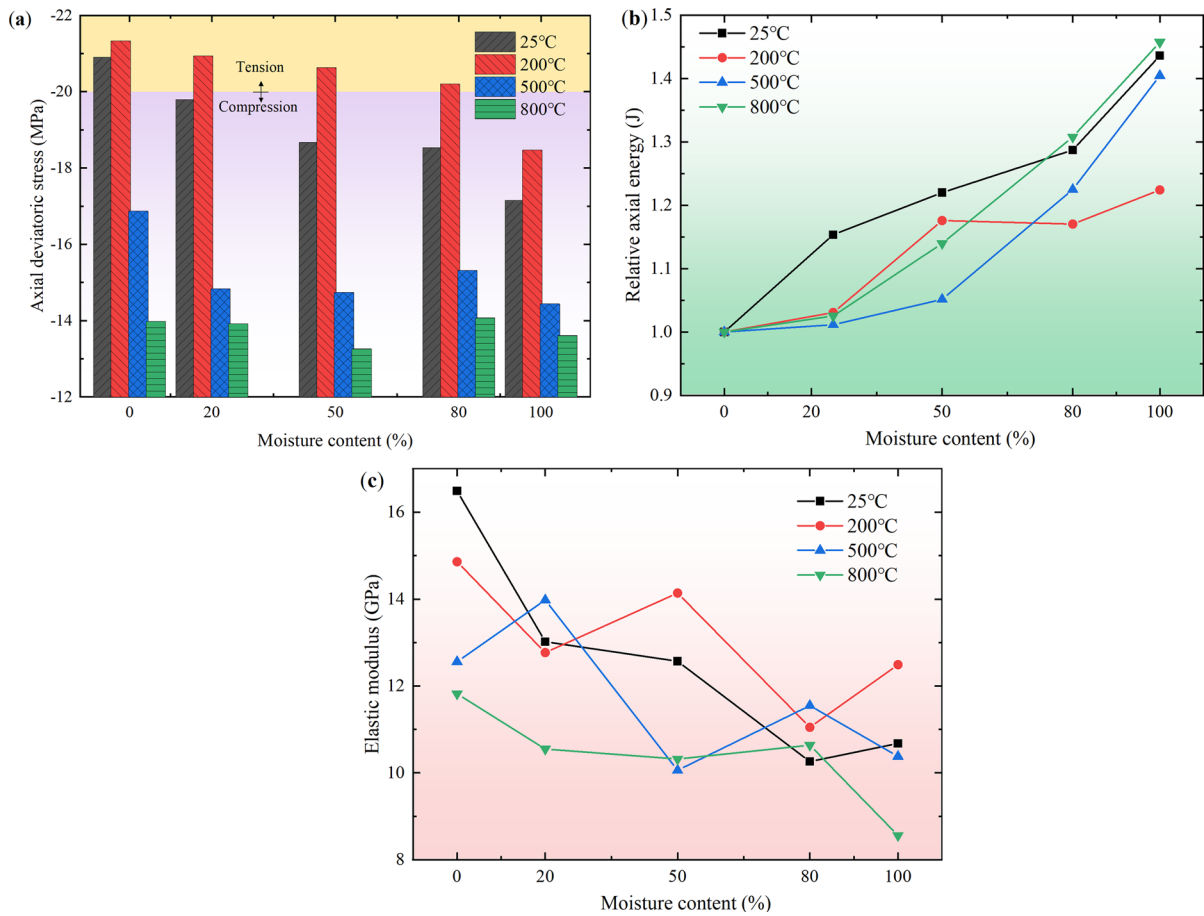 (a)
Axial deviatoric stress (MPa)
-22
-20
-18
-16
-14
-12
Tension
Compression
25℃
200℃
500℃
800℃
0 20 50 80 100
Moisture content (%)
(b)
Relative axial energy (J)
1.5
1.4
1.3
1.2
1.1
1.0
0.9
25℃
200℃
500℃
800℃
0 20 50 80 100
Moisture content (%)
(c)
Elastic modulus (GPa)
16
14
12
10
8
25℃
200℃
500℃
800℃
0 20 50 80 100
Moisture content (%)